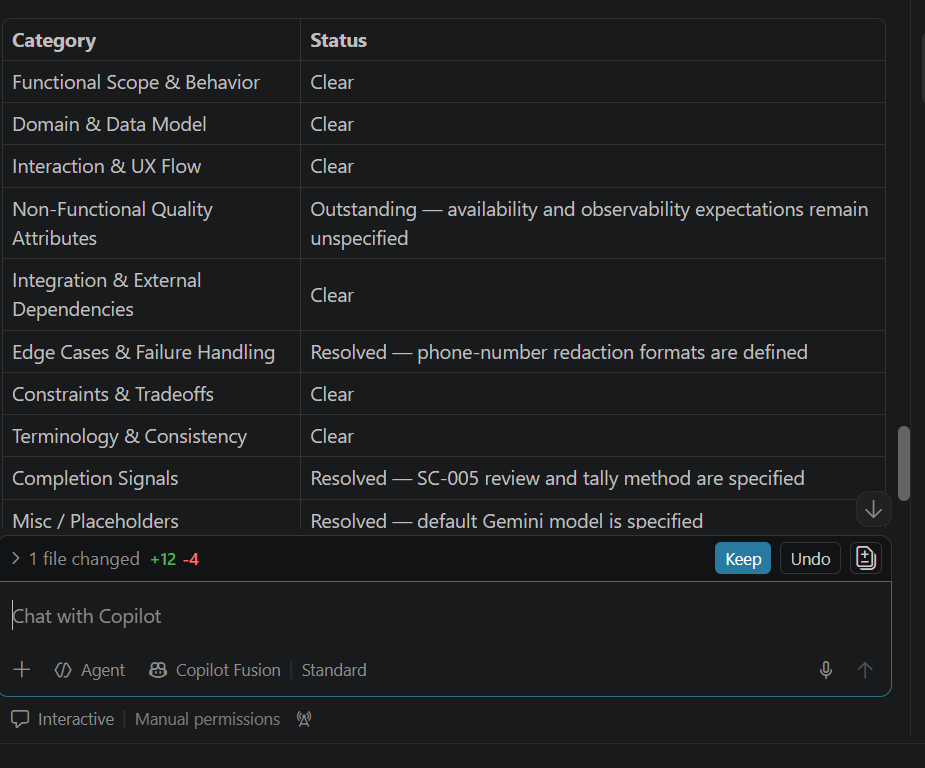 Category Status
Functional Scope & Behavior Clear
Domain & Data Model Clear
Interaction & UX Flow Clear
Non-Functional Quality Attributes Outstanding — availability and observability expectations remain unspecified
Integration & External Dependencies Clear
Edge Cases & Failure Handling Resolved — phone-number redaction formats are defined
Constraints & Tradeoffs Clear
Terminology & Consistency Clear
Completion Signals Resolved — SC-005 review and tally method are specified
Misc / Placeholders Resolved — default Gemini model is specified
1 file changed +12 -4 Keep Undo
Chat with Copilot
Agent Copilot Fusion Standard
Interactive Manual permissions